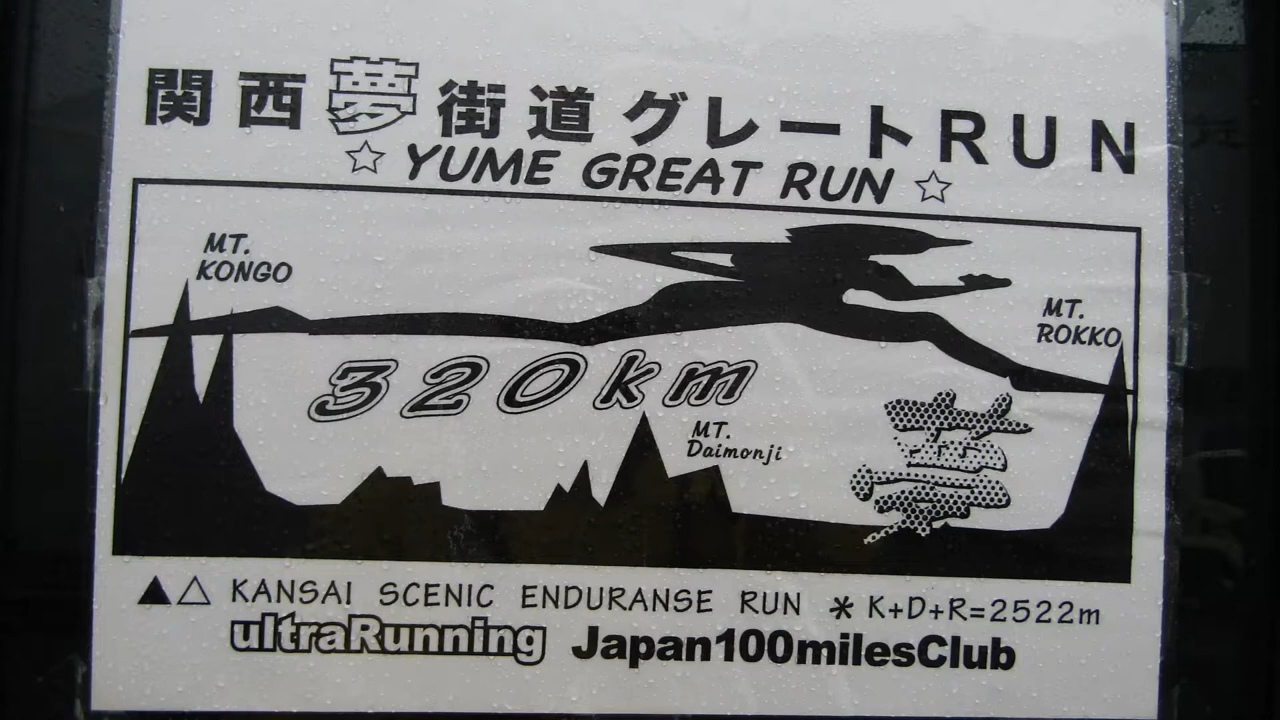 関西夢街道グレートRUN
☆ YUME GREAT RUN ☆
MT.
KONGO
MT.
ROKKO
320km
MT.
Daimonji
夢
▲△ KANSAI SCENIC ENDURANSE RUN * K+D+R=2522m
ultraRunning Japan100milesClub